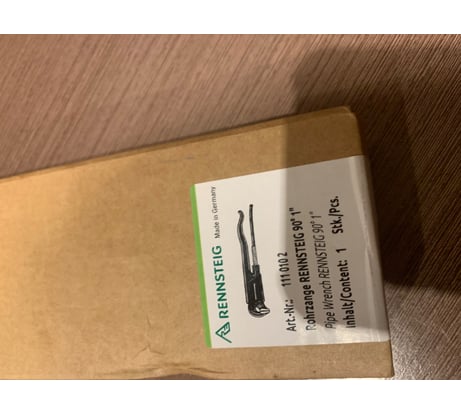 RENNSTEIG
Made in Germany
Art.-Nr.: 111 010 2
Rohrzange RENNSTEIG 90° 1"
Pipe Wrench RENNSTEIG 90° 1"
Inhalt/Content: 1 Stk./Pcs.